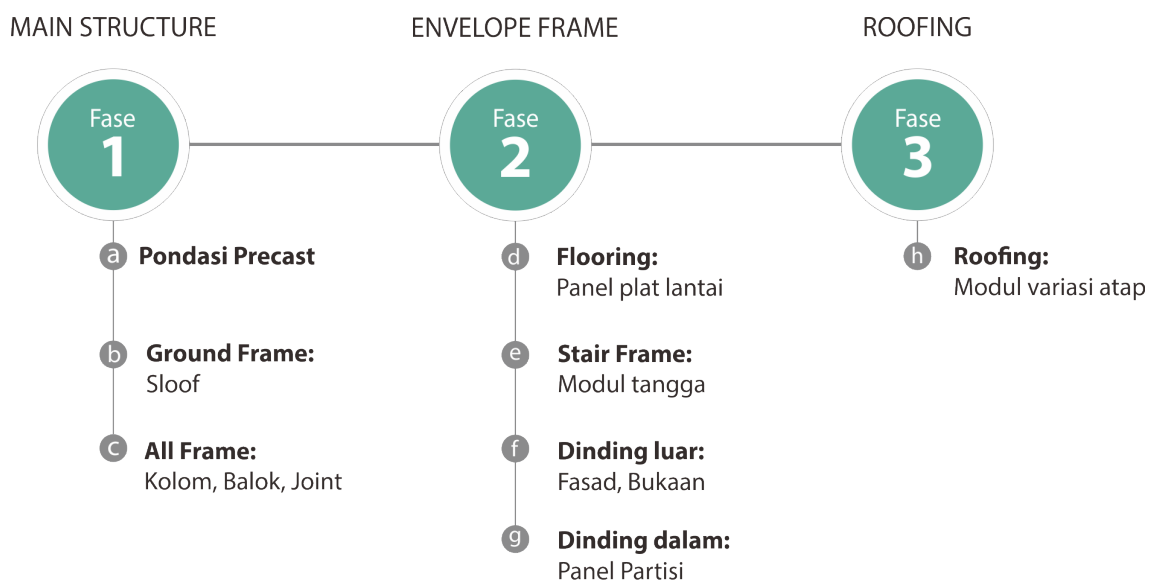 MAIN STRUCTURE
Fase
1
a Pondasi Precast
b Ground Frame:
Sloof
c All Frame:
Kolom, Balok, Joint
ENVELOPE FRAME
Fase
2
d Flooring:
Panel plat lantai
e Stair Frame:
Modul tangga
f Dinding luar:
Fasad, Bukaan
g Dinding dalam:
Panel Partisi
ROOFING
Fase
3
h Roofing:
Modul variasi atap